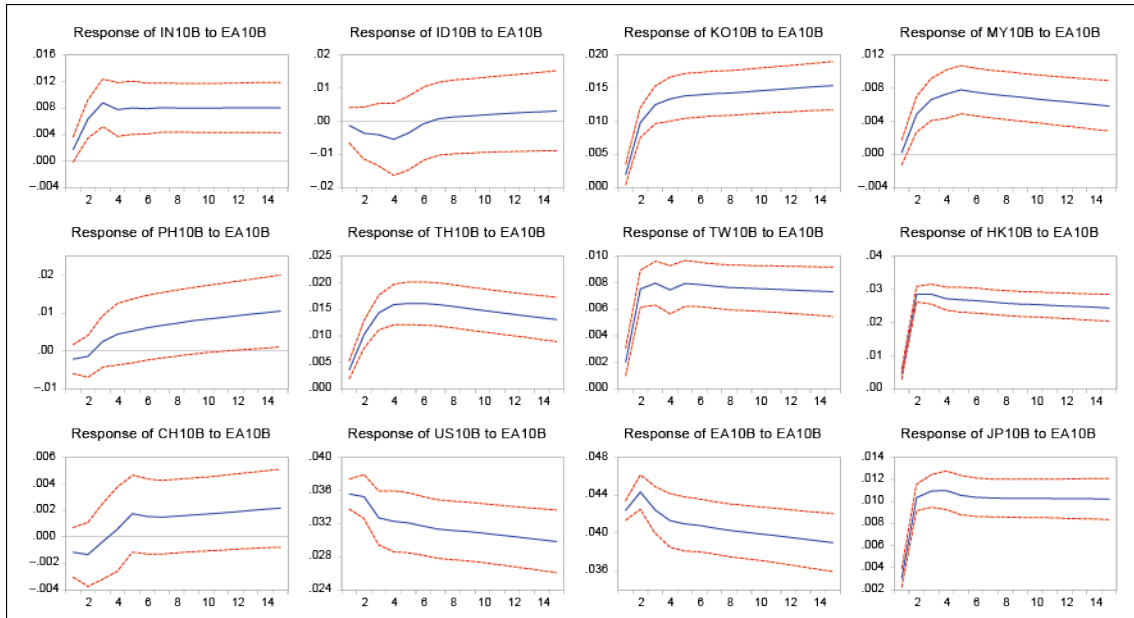 Response of IN10B to EA10B
.016
.012
.008
.004
.000
–.004
2 4 6 8 10 12 14
Response of ID10B to EA10B
.02
.01
.00
–.01
–.02
2 4 6 8 10 12 14
Response of KO10B to EA10B
.020
.015
.010
.005
.000
2 4 6 8 10 12 14
Response of MY10B to EA10B
.012
.008
.004
.000
–.004
2 4 6 8 10 12 14
Response of PH10B to EA10B
.02
.01
.00
–.01
2 4 6 8 10 12 14
Response of TH10B to EA10B
.025
.020
.015
.010
.005
.000
2 4 6 8 10 12 14
Response of TW10B to EA10B
.010
.008
.006
.004
.002
.000
2 4 6 8 10 12 14
Response of HK10B to EA10B
.04
.03
.02
.01
.00
2 4 6 8 10 12 14
Response of CH10B to EA10B
.006
.004
.002
.000
–.002
–.004
2 4 6 8 10 12 14
Response of US10B to EA10B
.040
.036
.032
.028
.024
2 4 6 8 10 12 14
Response of EA10B to EA10B
.048
.044
.040
.036
2 4 6 8 10 12 14
Response of JP10B to EA10B
.014
.012
.010
.008
.006
.004
.002
2 4 6 8 10 12 14